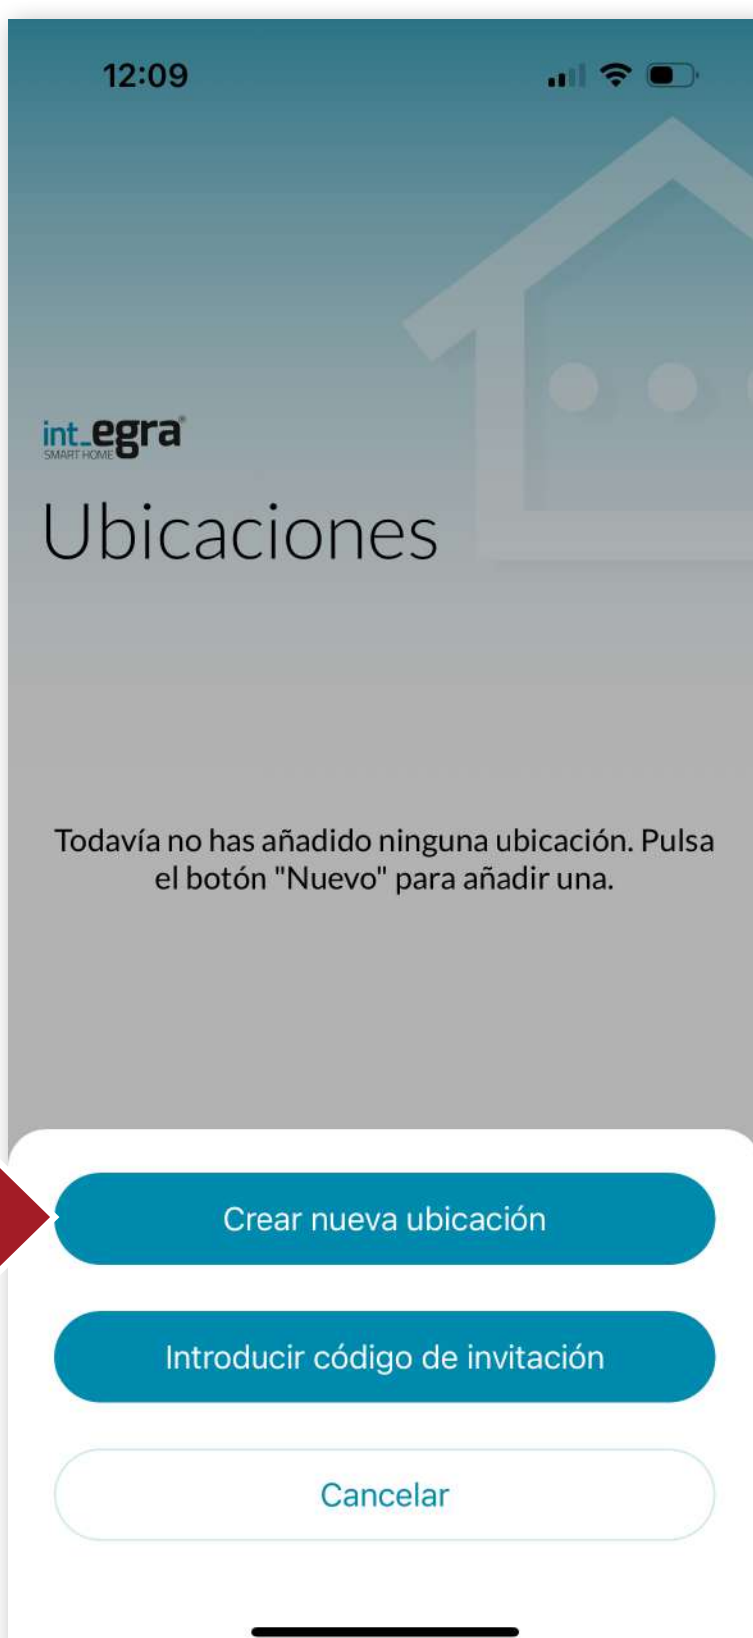 12:09
int_egra®
SMART HOME
Ubicaciones
Todavía no has añadido ninguna ubicación. Pulsa
el botón "Nuevo" para añadir una.
Crear nueva ubicación
Introducir código de invitación
Cancelar